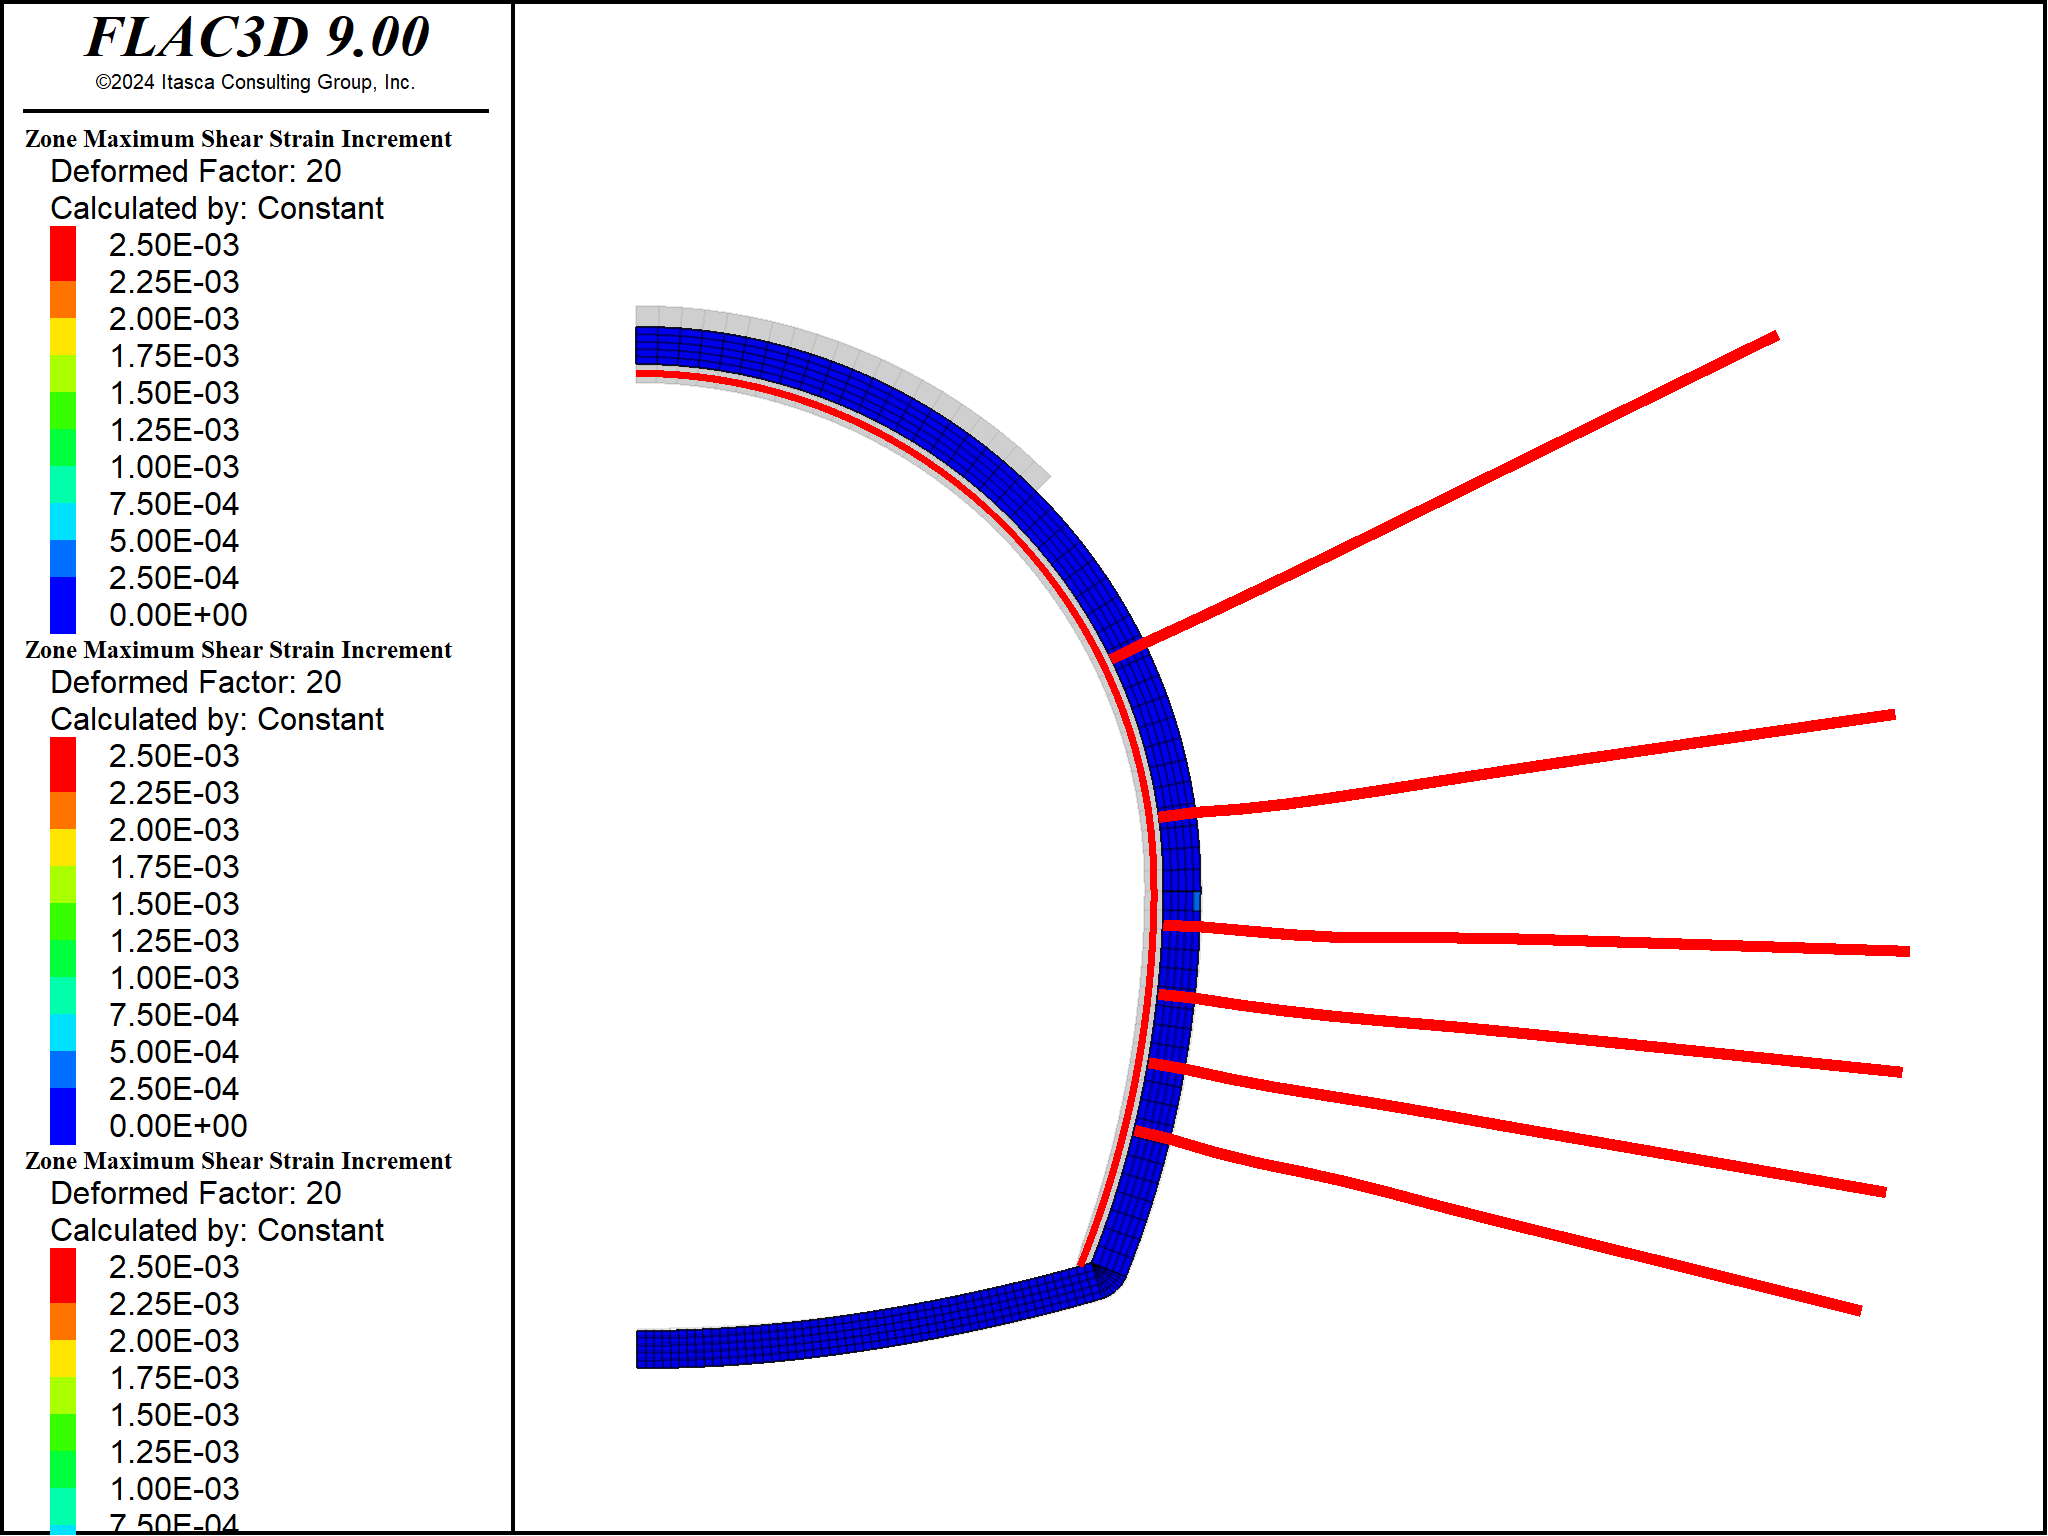 FLAC3D 9.00
©2024 Itasca Consulting Group, Inc.
Zone Maximum Shear Strain Increment
Deformed Factor: 20
Calculated by: Constant
2.50E-03
2.25E-03
2.00E-03
1.75E-03
1.50E-03
1.25E-03
1.00E-03
7.50E-04
5.00E-04
2.50E-04
0.00E+00
Zone Maximum Shear Strain Increment
Deformed Factor: 20
Calculated by: Constant
2.50E-03
2.25E-03
2.00E-03
1.75E-03
1.50E-03
1.25E-03
1.00E-03
7.50E-04
5.00E-04
2.50E-04
0.00E+00
Zone Maximum Shear Strain Increment
Deformed Factor: 20
Calculated by: Constant
2.50E-03
2.25E-03
2.00E-03
1.75E-03
1.50E-03
1.25E-03
1.00E-03
7.50E-04